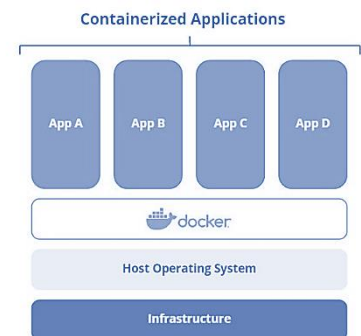 Containerized Applications
App A
App B
App C
App D
docker
Host Operating System
Infrastructure